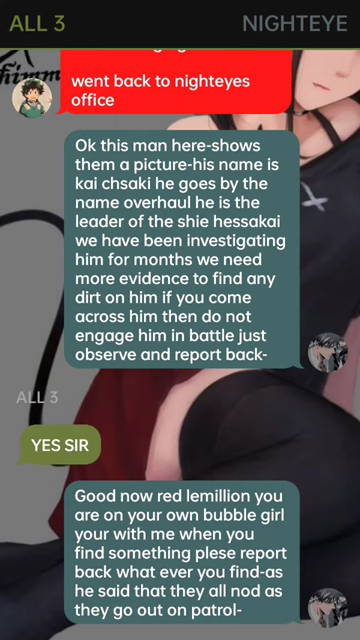 ALL 3
NIGHTEYE
himm
went back to nighteyes
office
Ok this man here-shows
them a picture-his name is
kai chsaki he goes by the
name overhaul he is the
leader of the shie hessakai
we have been investigating
him for months we need
more evidence to find any
dirt on him if you come
across him then do not
engage him in battle just
observe and report back-
ALL 3
YES SIR
Good now red lemillion you
are on your own bubble girl
your with me when you
find something plese report
back what ever you find-as
he said that they all nod as
they go out on patrol-